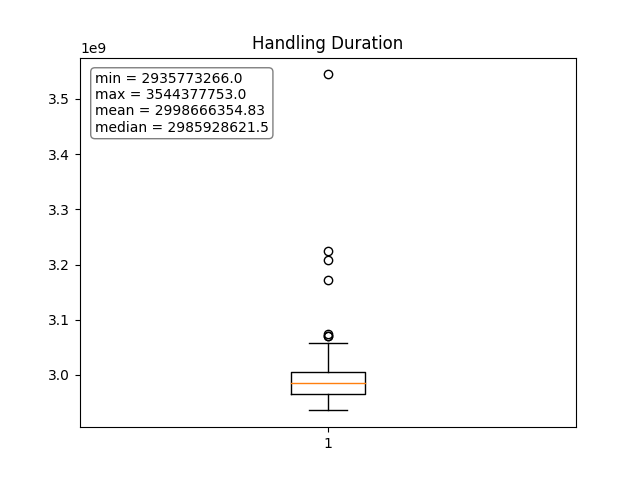 Handling Duration
1e9
min = 2935773266.0
max = 3544377753.0
mean = 2998666354.83
median = 2985928621.5
3.5
3.4
3.3
3.2
3.1
3.0
1